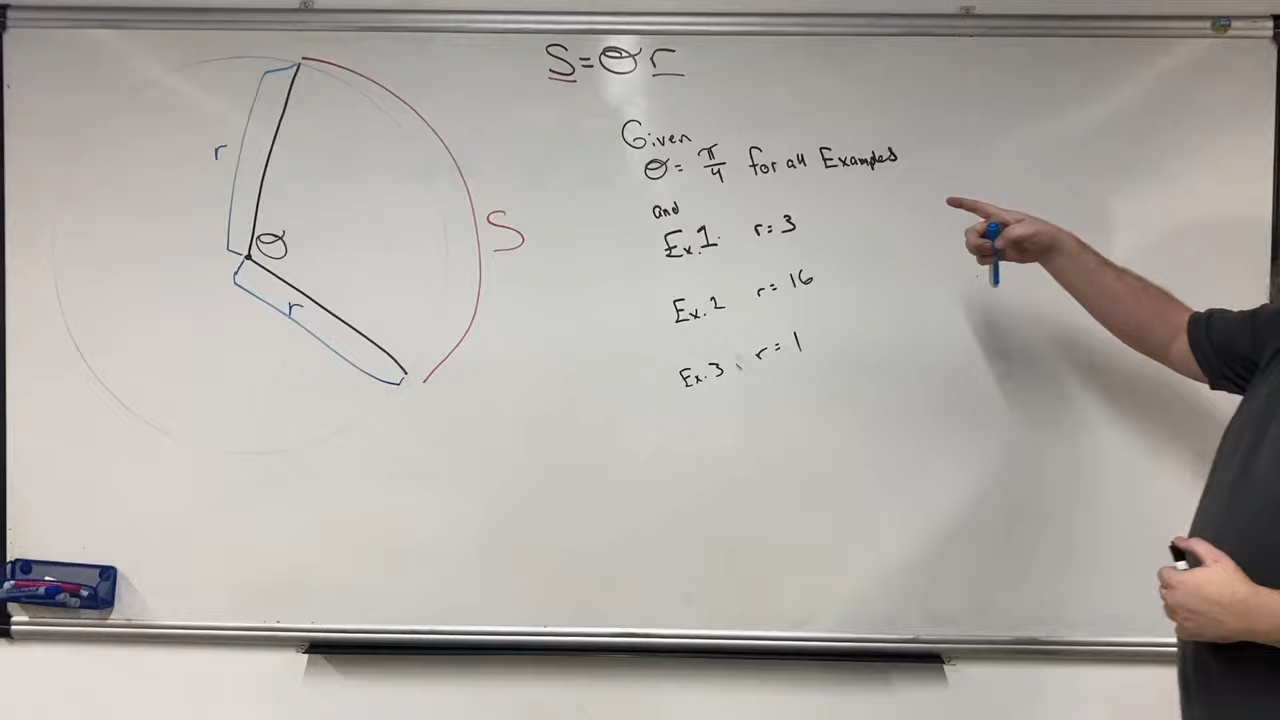 S=θr
r
θ
S
r
Given
θ=π/4 for all Examples
and
Ex.1. r=3
Ex.2 r=16
Ex.3. r=1